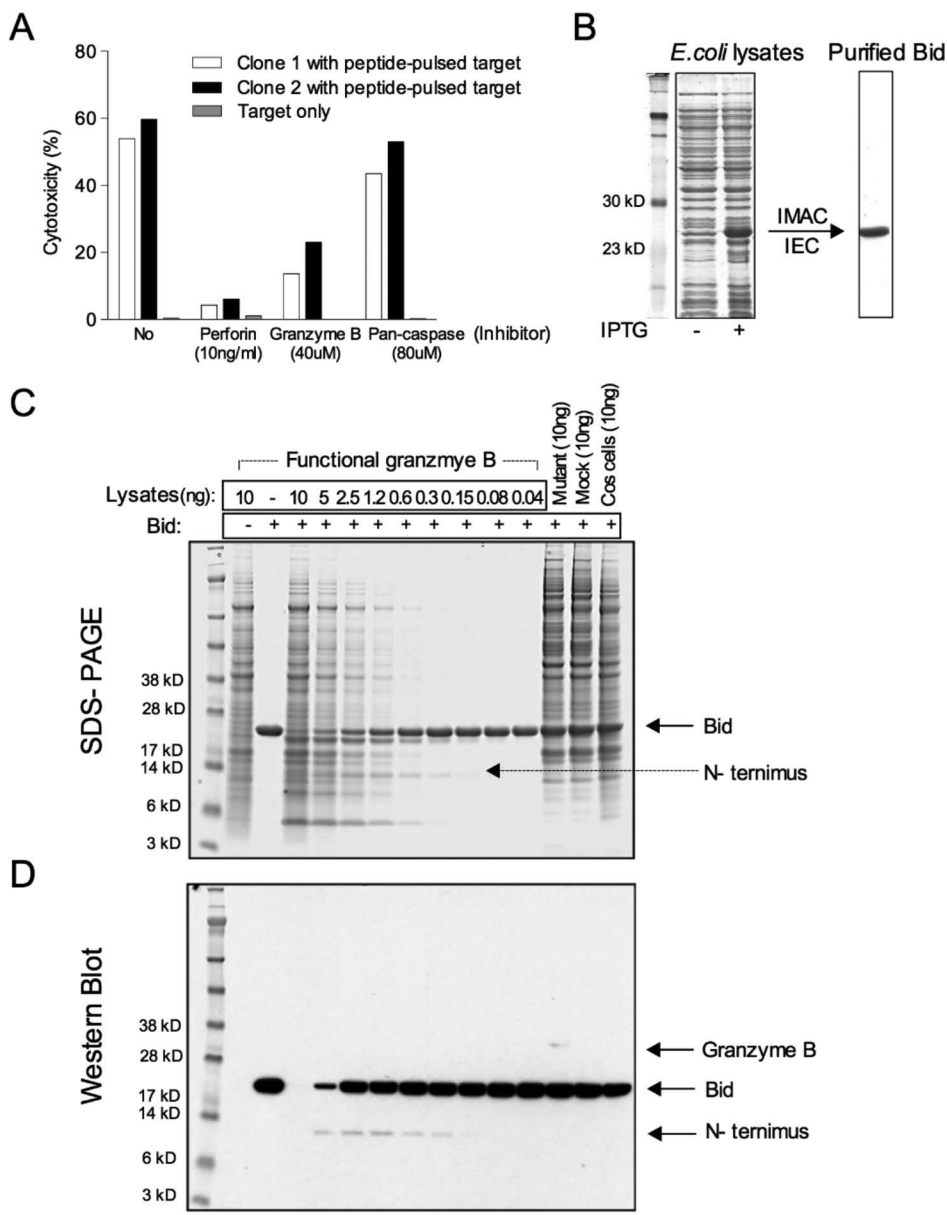 A
80
60
40
20
0
Cytotoxicity (%)
Clone 1 with peptide-pulsed target
Clone 2 with peptide-pulsed target
Target only
No Perforin Granzyme B Pan-caspase (Inhibitor)
(10ng/ml) (40uM) (80uM)
B
E.coli lysates Purified Bid
30 kD
23 kD
IMAC
IEC
IPTG - +
C
Functional granzmye B
Mutant (10ng)
Mock (10ng)
Cos cells (10ng)
Lysates(ng): 10 - 10 5 2.5 1.2 0.6 0.3 0.15 0.08 0.04
Bid: - + + + + + + + + + + + + +
SDS- PAGE
38 kD
28 kD
17 kD
14 kD
6 kD
3 kD
Bid
N- ternimus
D
Western Blot
38 kD
28 kD
17 kD
14 kD
6 kD
3 kD
Granzyme B
Bid
N- ternimus